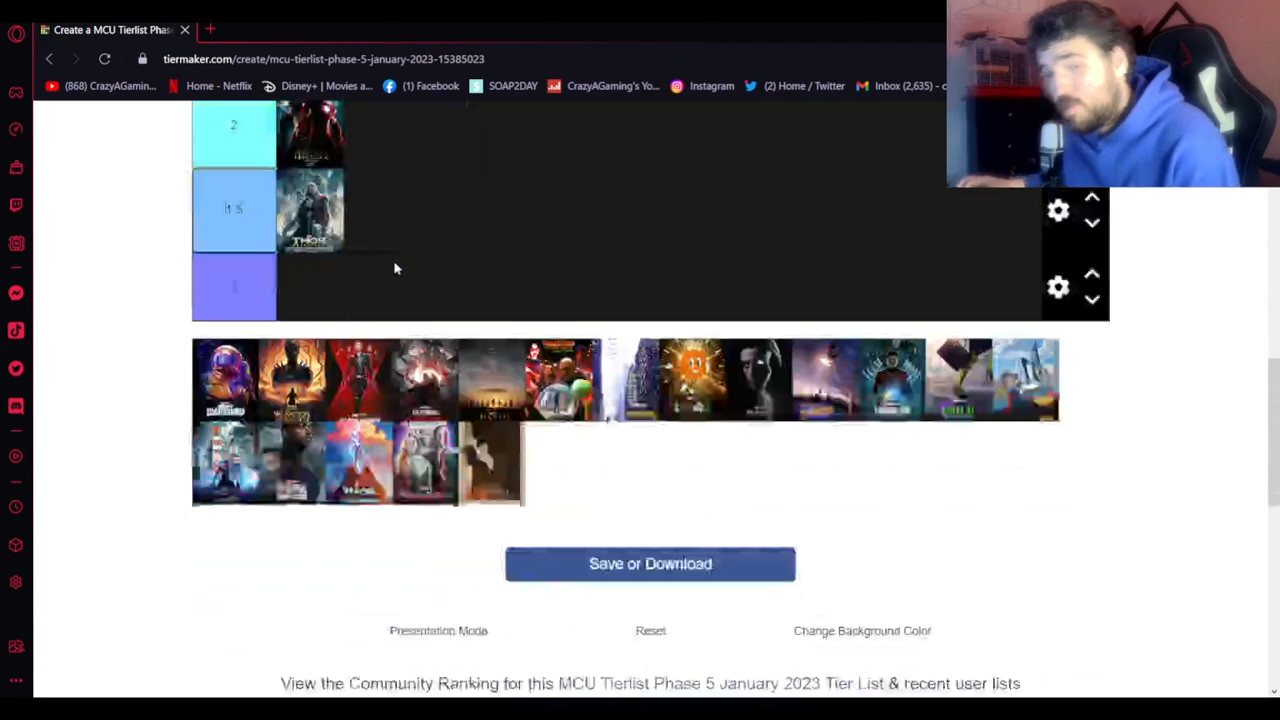 Create a MCU Tierlist Phas
tiermaker.com/create/mcu-tierlist-phase-5-january-2023-15385023
(868) CrazyAGamin... Home - Netflix Disney+ | Movies a... (1) Facebook SOAP2DAY CrazyAGaming's Yo... Instagram (2) Home / Twitter Inbox (2,635) - c
2
1.5
THOR
Save or Download
Presentation Mode Reset Change Background Color
View the Community Ranking for this MCU Tierlist Phase 5 January 2023 Tier List & recent user lists